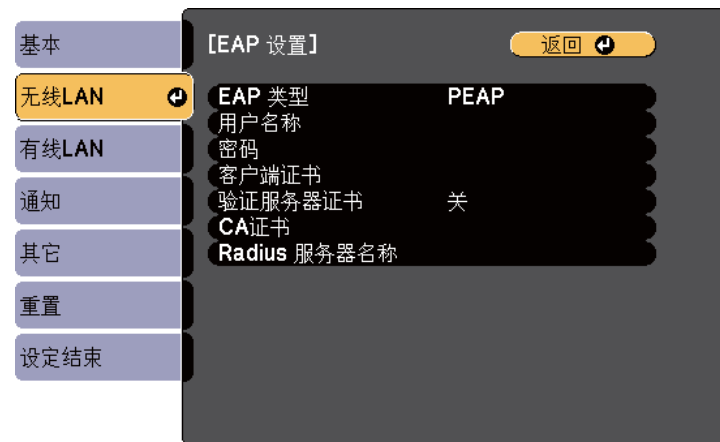 基本
无线LAN
有线LAN
通知
其它
重置
设定结束
[EAP 设置]
返回
EAP 类型 PEAP
用户名称
密码
客户端证书
验证服务器证书 关
CA证书
Radius 服务器名称